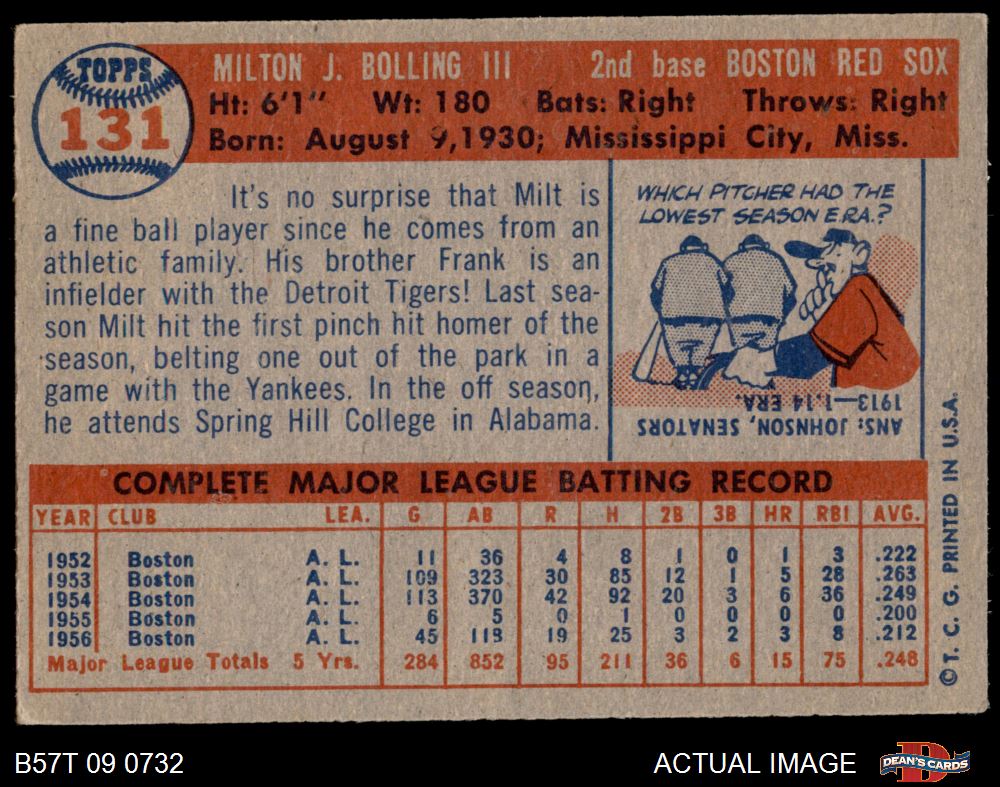 TOPPS
131
MILTON J. BOLLING III 2nd base BOSTON RED SOX
Ht: 6'1" Wt: 180 Bats: Right Throws: Right
Born: August 9, 1930; Mississippi City, Miss.
It's no surprise that Milt is
a fine ball player since he comes from an
athletic family. His brother Frank is an
infielder with the Detroit Tigers! Last sea-
son Milt hit the first pinch hit homer of the
season, belting one out of the park in a
game with the Yankees. In the off season,
he attends Spring Hill College in Alabama.
WHICH PITCHER HAD THE
LOWEST SEASON E.R.A.?
ANS: JOHNSON, SENATORS
1913—1.14 ERA.
COMPLETE MAJOR LEAGUE BATTING RECORD
YEAR CLUB LEA. G AB R H 2B 3B HR RBI AVG.
1952 Boston A. L. 11 36 4 8 1 0 1 3 .222
1953 Boston A. L. 109 323 30 85 12 1 5 28 .263
1954 Boston A. L. 113 370 42 92 20 3 6 36 .249
1955 Boston A. L. 6 5 0 1 0 0 0 0 .200
1956 Boston A. L. 45 118 19 25 3 2 3 8 .212
Major League Totals 5 Yrs. 284 852 95 211 36 6 15 75 .248
© T. C. G. PRINTED IN U.S.A.
B57T 09 0732 ACTUAL IMAGE
DEAN'S CARDS